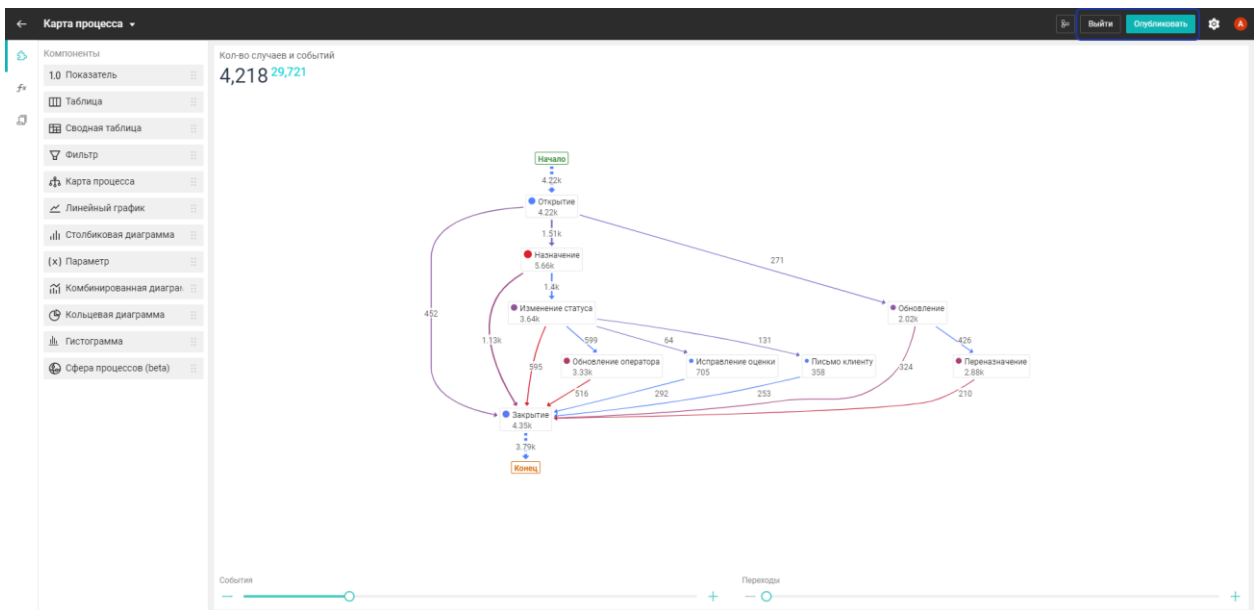 Карта процесса
Выйти
Опубликовать
A
Компоненты
1.0 Показатель
Таблица
Сводная таблица
Фильтр
Карта процесса
Линейный график
Столбиковая диаграмма
(x) Параметр
Комбинированная диаграм
Кольцевая диаграмма
Гистограмма
Сфера процессов (beta)
fx
Кол-во случаев и событий
4,218 29,721
Начало
4.22k
Открытие
4.22k
1.51k
Назначение
5.66k
271
1.4k
Изменение статуса
3.64k
Обновление
2.02k
452
1.13k
599
64
131
426
595
Обновление оператора
3.33k
Исправление оценки
705
Письмо клиенту
358
324
Переназначение
2.88k
516
292
253
210
Закрытие
4.35k
3.79k
Конец
События
Переходы